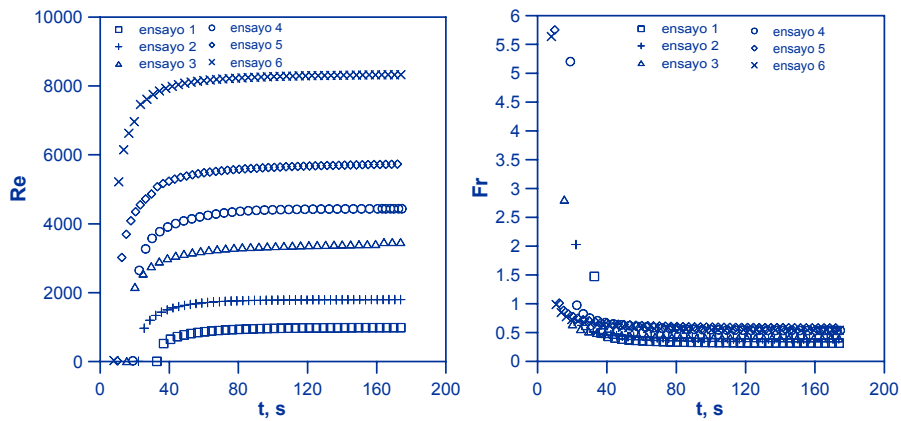 10000
8000
6000
4000
2000
0
Re
ensayo 1
ensayo 2
ensayo 3
ensayo 4
ensayo 5
ensayo 6
0 40 80 120 160 200
t, s
6
5.5
5
4.5
4
3.5
3
2.5
2
1.5
1
0.5
0
Fr
ensayo 1
ensayo 2
ensayo 3
ensayo 4
ensayo 5
ensayo 6
0 40 80 120 160 200
t, s